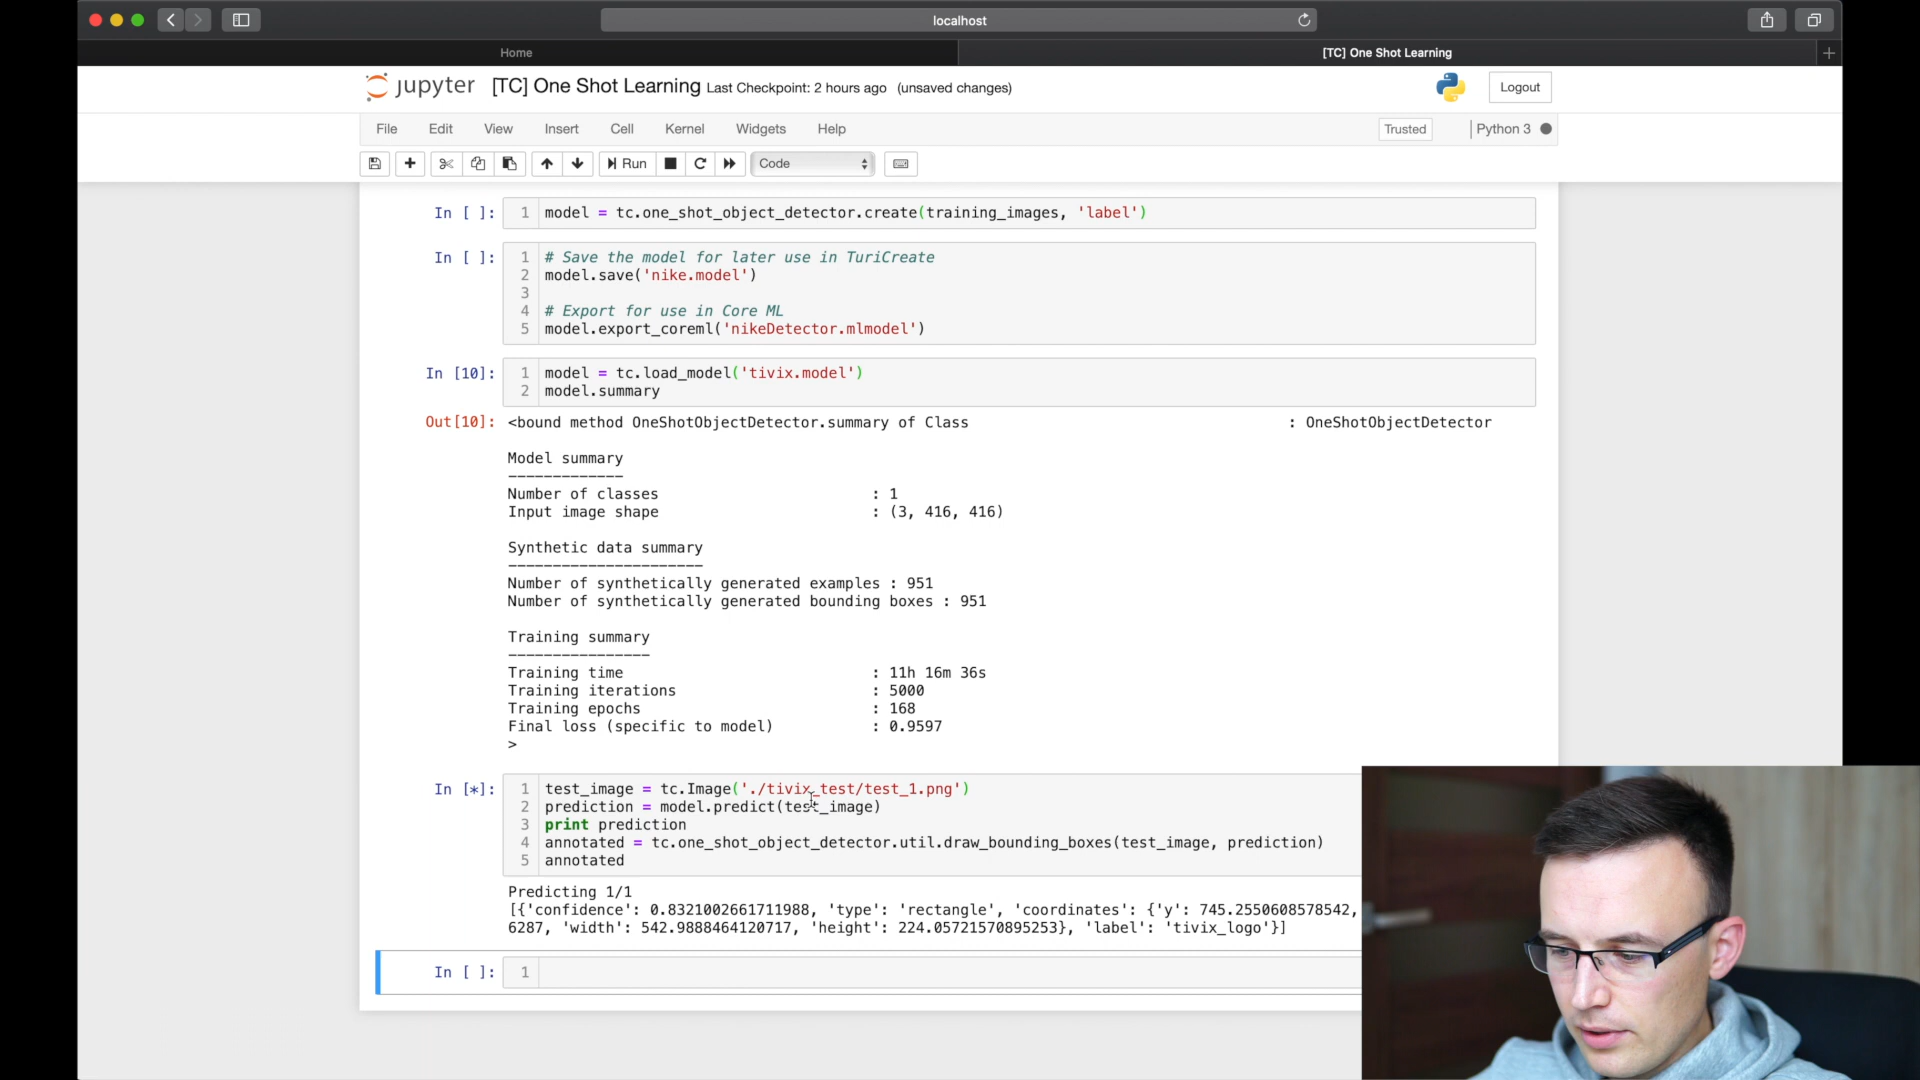 localhost
Home
[TC] One Shot Learning
jupyter [TC] One Shot Learning Last Checkpoint: 2 hours ago (unsaved changes)
Logout
File Edit View Insert Cell Kernel Widgets Help
Trusted
Python 3
Run
Code
In [ ]: 1 model = tc.one_shot_object_detector.create(training_images, 'label')
In [ ]: 1 # Save the model for later use in TuriCreate
2 model.save('nike.model')
3
4 # Export for use in Core ML
5 model.export_coreml('nikeDetector.mlmodel')
In [10]: 1 model = tc.load_model('tivix.model')
2 model.summary
Out[10]: <bound method OneShotObjectDetector.summary of Class : OneShotObjectDetector
Model summary
-------------
Number of classes : 1
Input image shape : (3, 416, 416)
Synthetic data summary
----------------------
Number of synthetically generated examples : 951
Number of synthetically generated bounding boxes : 951
Training summary
----------------
Training time : 11h 16m 36s
Training iterations : 5000
Training epochs : 168
Final loss (specific to model) : 0.9597
>
In [*]: 1 test_image = tc.Image('./tivix_test/test_1.png')
2 prediction = model.predict(test_image)
3 print prediction
4 annotated = tc.one_shot_object_detector.util.draw_bounding_boxes(test_image, prediction)
5 annotated
Predicting 1/1
[{'confidence': 0.8321002661711988, 'type': 'rectangle', 'coordinates': {'y': 745.2550608578542,
6287, 'width': 542.9888464120717, 'height': 224.05721570895253}, 'label': 'tivix_logo'}]
In [ ]: 1